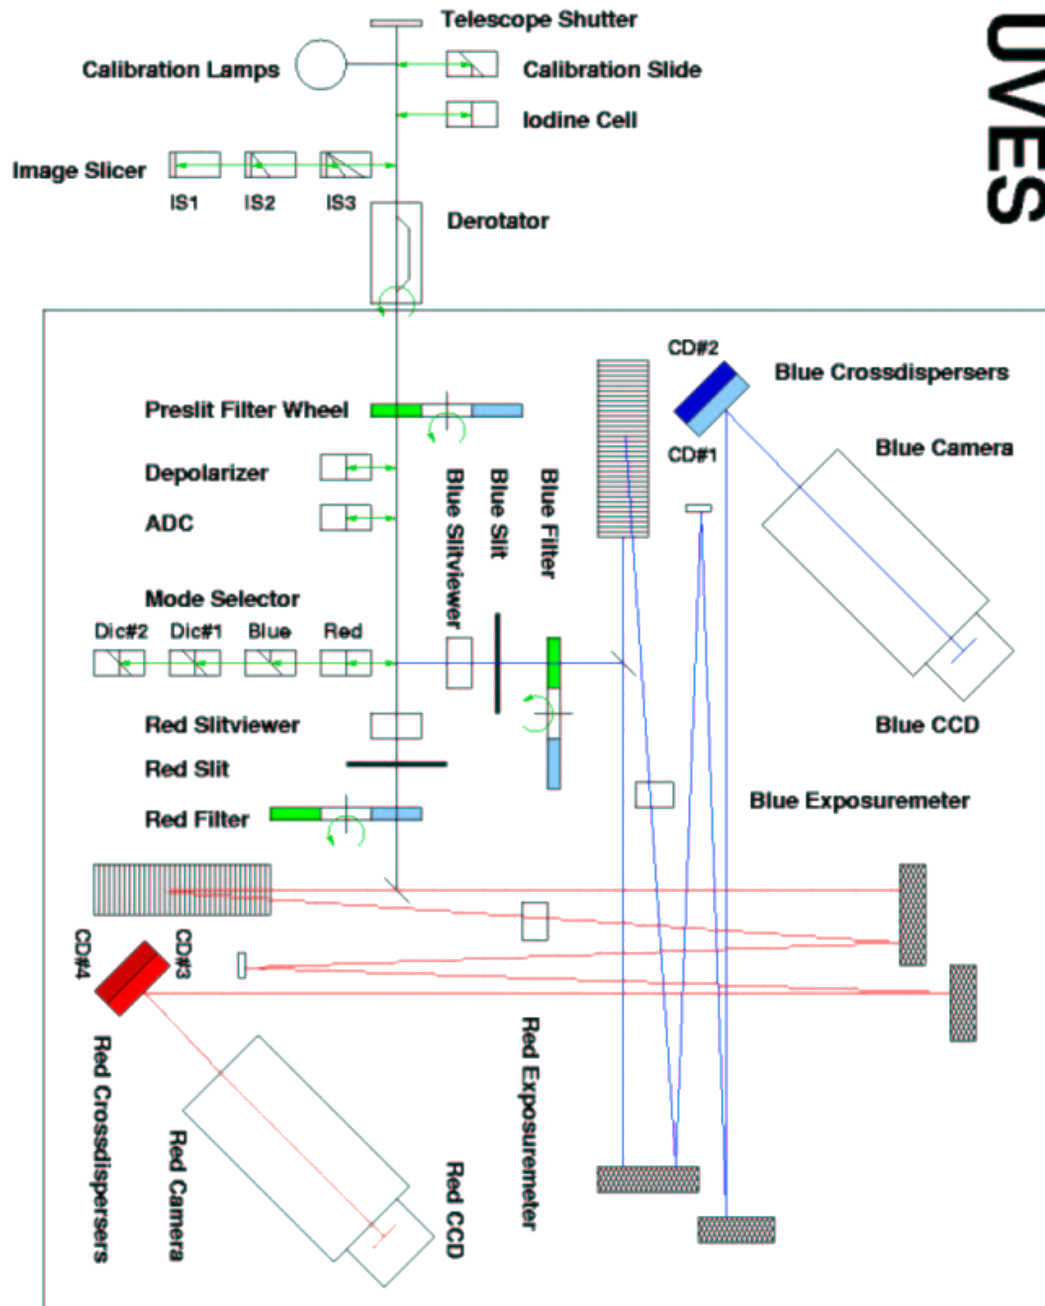 Telescope Shutter
UVES
Calibration Lamps
Calibration Slide
Iodine Cell
Image Slicer
IS1
IS2
IS3
Derotator
CD#2
Blue Crossdispersers
Preslit Filter Wheel
CD#1
Blue Camera
Depolarizer
Blue Slitviewer
Blue Slit
Blue Filter
ADC
Mode Selector
Dic#2
Dic#1
Blue
Red
Red Slitviewer
Blue CCD
Red Slit
Blue Exposuremeter
Red Filter
CD#4
CD#3
Red Crossdispersers
Red Camera
Red CCD
Red Exposuremeter